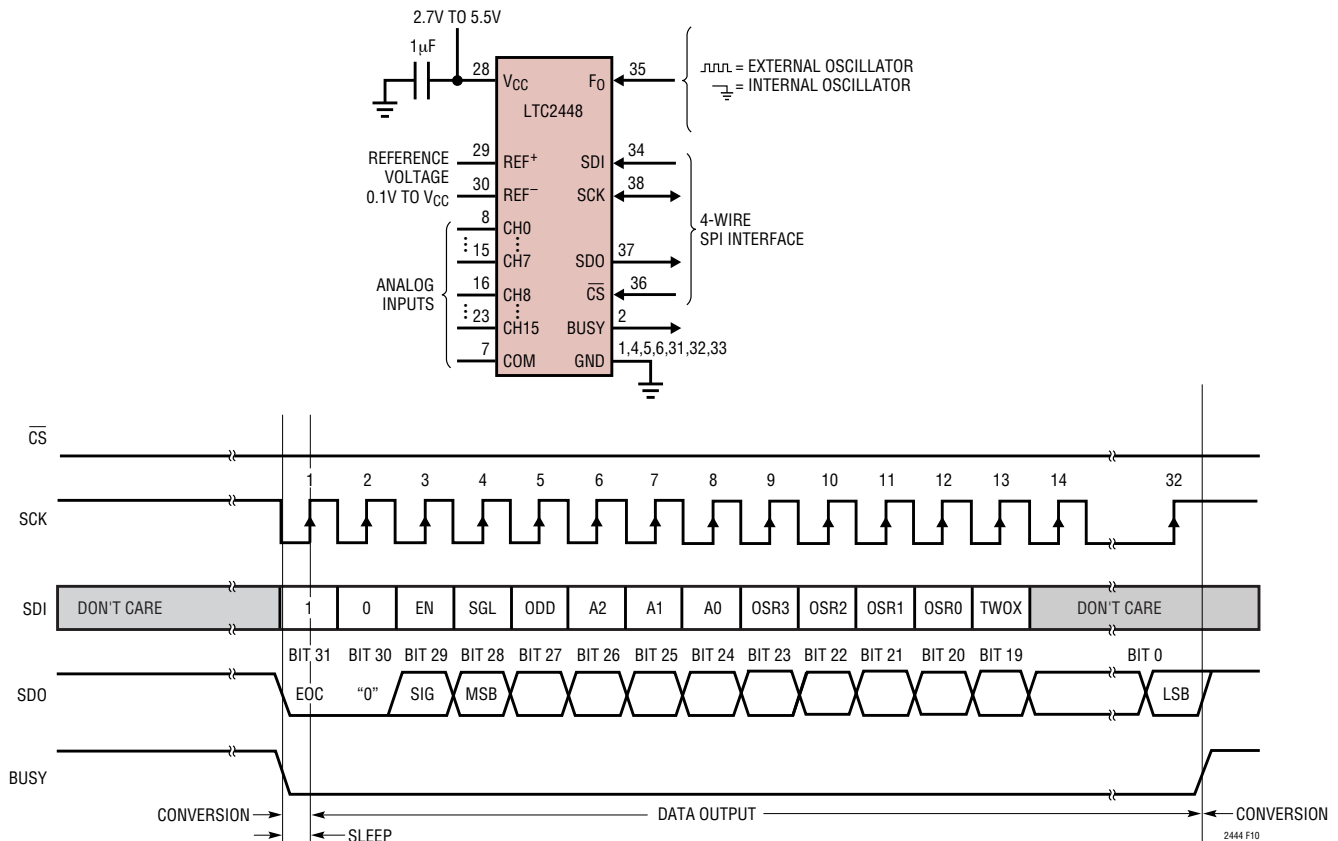 2.7V TO 5.5V
1µF
28
VCC
FO
35
= EXTERNAL OSCILLATOR
= INTERNAL OSCILLATOR
LTC2448
REFERENCE
VOLTAGE
0.1V TO VCC
29
REF+
30
REF–
SDI
34
SCK
38
4-WIRE
SPI INTERFACE
ANALOG
INPUTS
8
CH0
15
CH7
16
CH8
23
CH15
7
COM
SDO
37
CS
36
BUSY
2
GND
1,4,5,6,31,32,33
CS
1 2 3 4 5 6 7 8 9 10 11 12 13 14 32
SCK
SDI DON'T CARE 1 0 EN SGL ODD A2 A1 A0 OSR3 OSR2 OSR1 OSR0 TWOX DON'T CARE
BIT 31 BIT 30 BIT 29 BIT 28 BIT 27 BIT 26 BIT 25 BIT 24 BIT 23 BIT 22 BIT 21 BIT 20 BIT 19 BIT 0
SDO EOC “0” SIG MSB LSB
BUSY
CONVERSION DATA OUTPUT CONVERSION
SLEEP
2444 F10